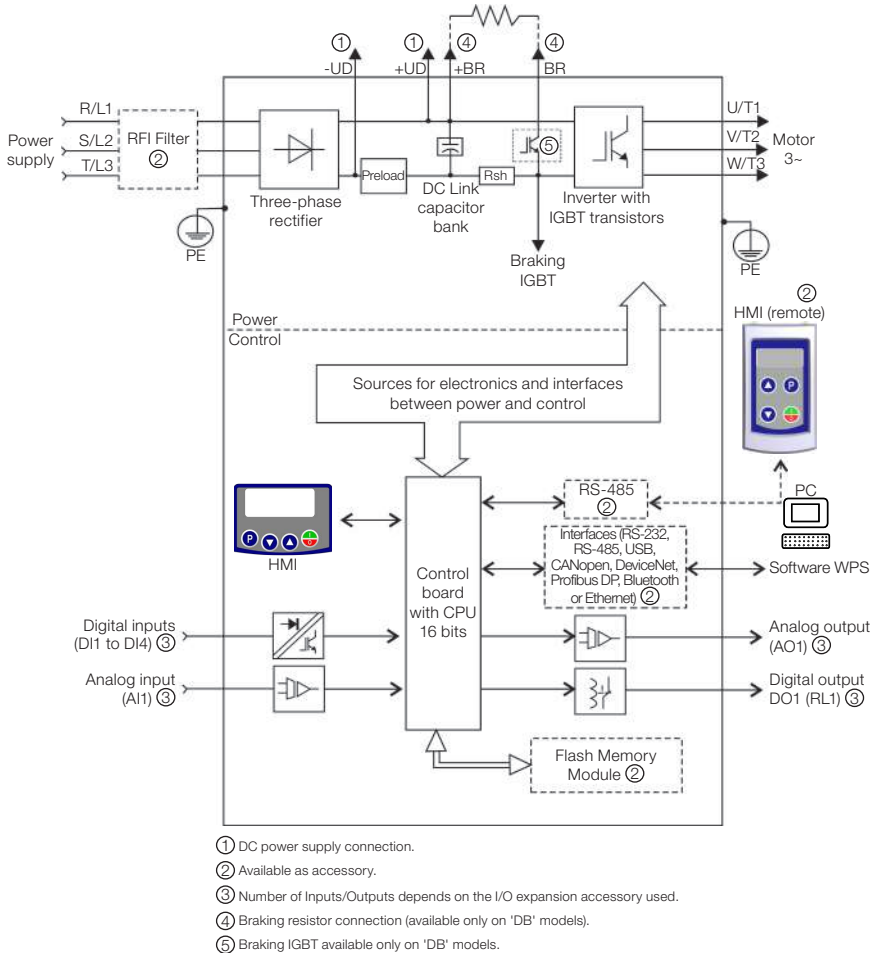 ① ① ④ ④
-UD +UD +BR BR
R/L1
S/L2
T/L3
Power
supply
RFI Filter
②
Three-phase
rectifier
Preload
DC Link
capacitor
bank
Rsh
⑤
Inverter with
IGBT transistors
U/T1
V/T2
W/T3
Motor
3~
PE
Braking
IGBT
PE
Power
Control
②
HMI (remote)
P
Sources for electronics and interfaces
between power and control
P
HMI
Control
board
with CPU
16 bits
RS-485
②
PC
Interfaces (RS-232,
RS-485, USB,
CANopen, DeviceNet,
Profibus DP, Bluetooth
or Ethernet) ②
Software WPS
Digital inputs
(DI1 to DI4) ③
Analog input
(AI1) ③
Analog output
(AO1) ③
Digital output
DO1 (RL1) ③
Flash Memory
Module ②
① DC power supply connection.
② Available as accessory.
③ Number of Inputs/Outputs depends on the I/O expansion accessory used.
④ Braking resistor connection (available only on 'DB' models).
⑤ Braking IGBT available only on 'DB' models.